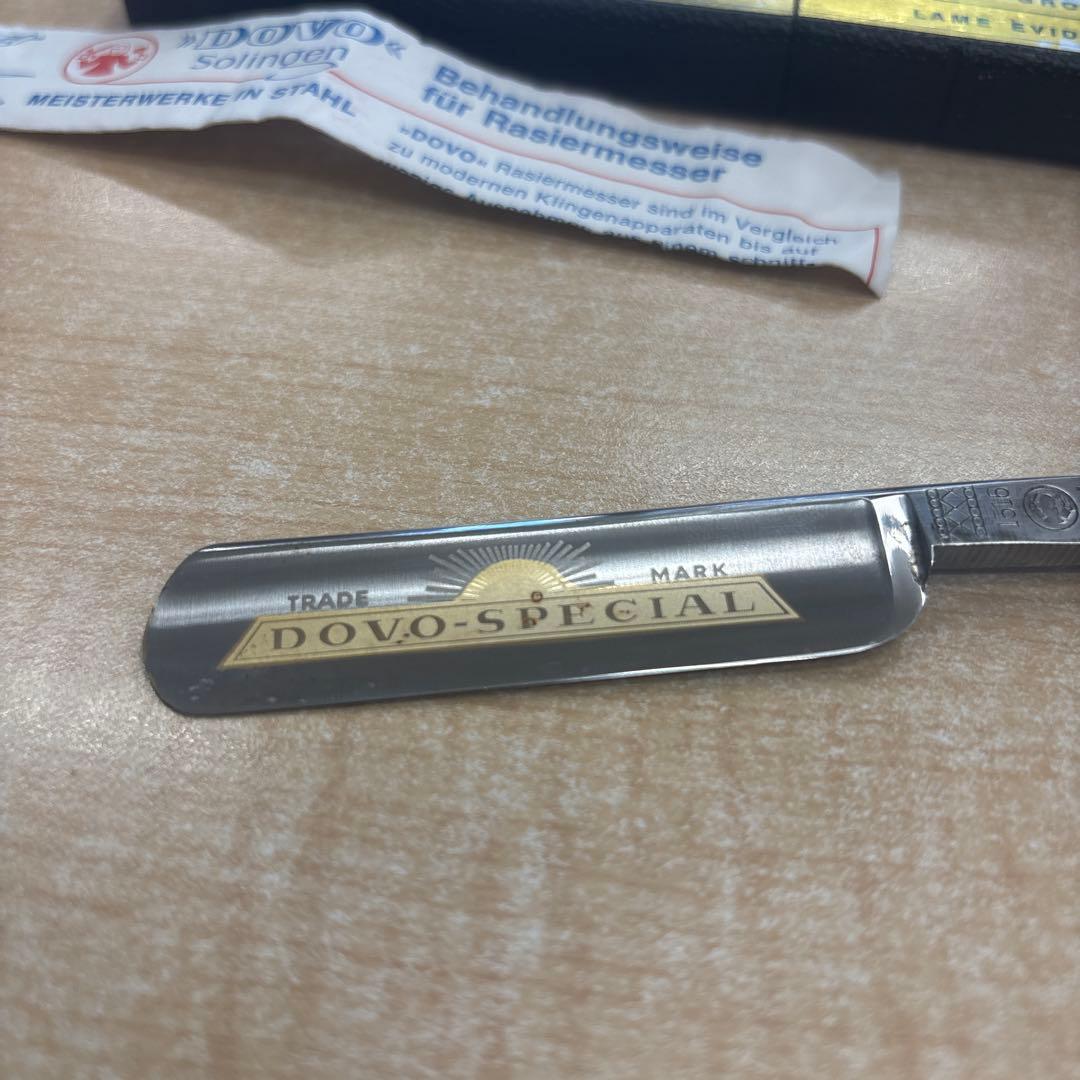 »DOVO«
Solingen
MEISTERWERKE IN STAHL
Behandlungsweise
für Rasiermesser
»DOVO« Rasiermesser sind im Vergleich
zu modernen Klingenapparaten bis auf
LAME EVID
TRADE MARK
DOVO-SPECIAL